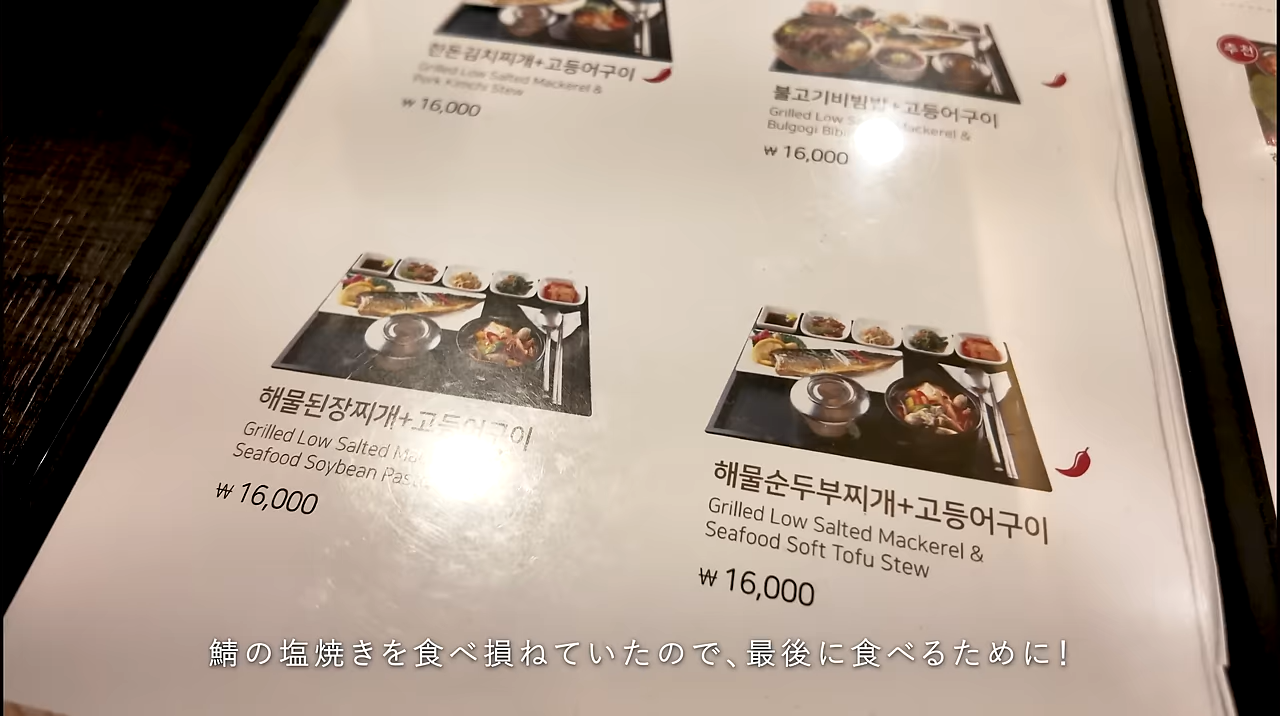 한돈김치찌개+고등어구이
Grilled Low Salted Mackerel &
Pork Kimchi Stew
₩ 16,000
불고기비빔밥+고등어구이
Grilled Low Mackerel &
Bulgogi
₩ 16,000
추천
해물된장찌개+고등어구이
Grilled Low Salted
Seafood Soybean
₩ 16,000
해물순두부찌개+고등어구이
Grilled Low Salted Mackerel &
Seafood Soft Tofu Stew
₩ 16,000
鯖の塩焼きを食べ損ねていたので、最後に食べるために！